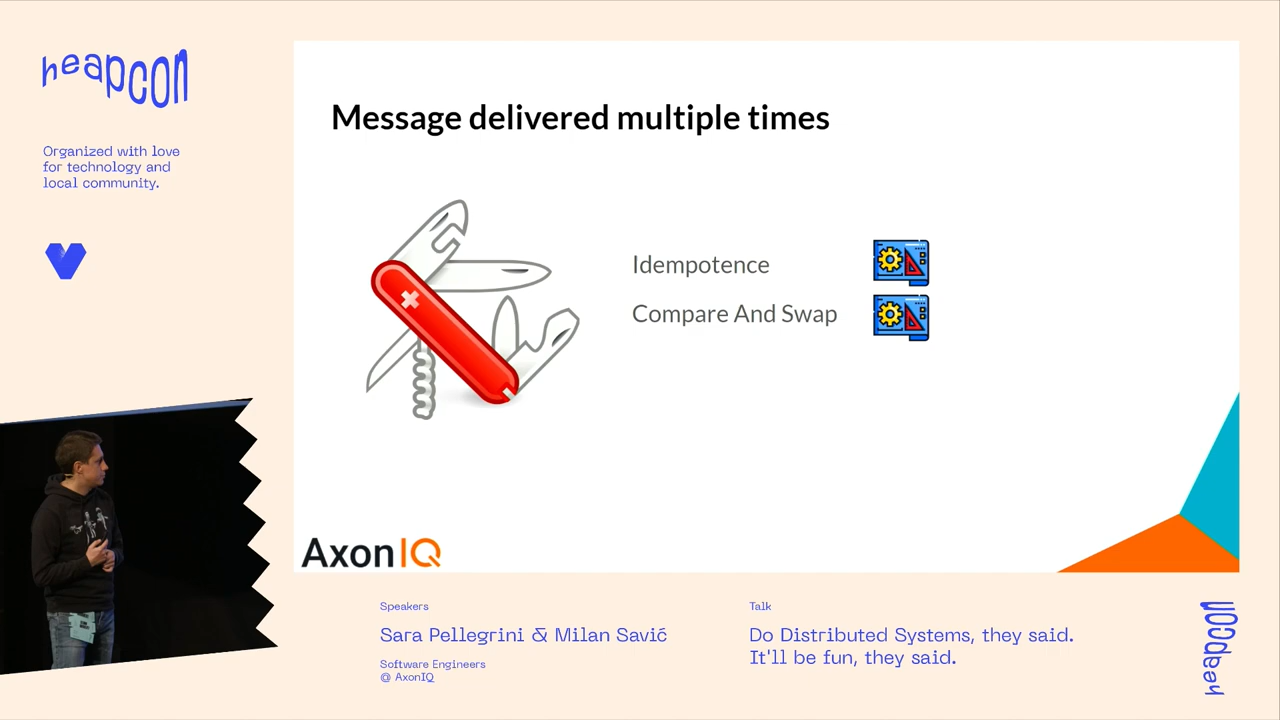 heapcon
Organized with love
for technology and
local community.
Message delivered multiple times
Idempotence
Compare And Swap
AxonIQ
Speakers
Sara Pellegrini & Milan Savić
Software Engineers
@ AxonIQ
Talk
Do Distributed Systems, they said.
It'll be fun, they said.
heapcon